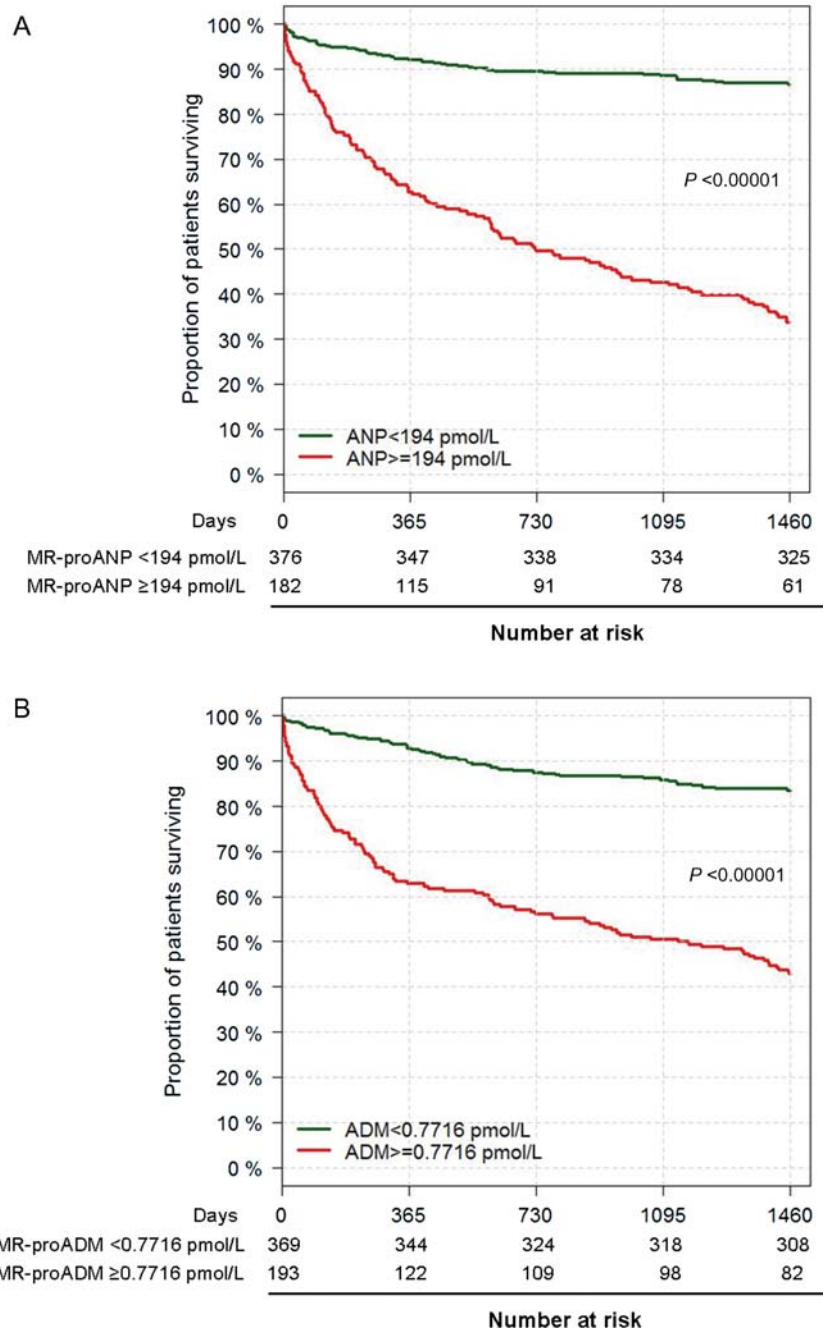 A
Proportion of patients surviving
100 %
90 %
80 %
70 %
60 %
50 %
40 %
30 %
20 %
10 %
0 %
P <0.00001
ANP<194 pmol/L
ANP>=194 pmol/L
Days 0 365 730 1095 1460
MR-proANP <194 pmol/L 376 347 338 334 325
MR-proANP ≥194 pmol/L 182 115 91 78 61
Number at risk
B
Proportion of patients surviving
100 %
90 %
80 %
70 %
60 %
50 %
40 %
30 %
20 %
10 %
0 %
P <0.00001
ADM<0.7716 pmol/L
ADM>=0.7716 pmol/L
Days 0 365 730 1095 1460
MR-proADM <0.7716 pmol/L 369 344 324 318 308
MR-proADM ≥0.7716 pmol/L 193 122 109 98 82
Number at risk